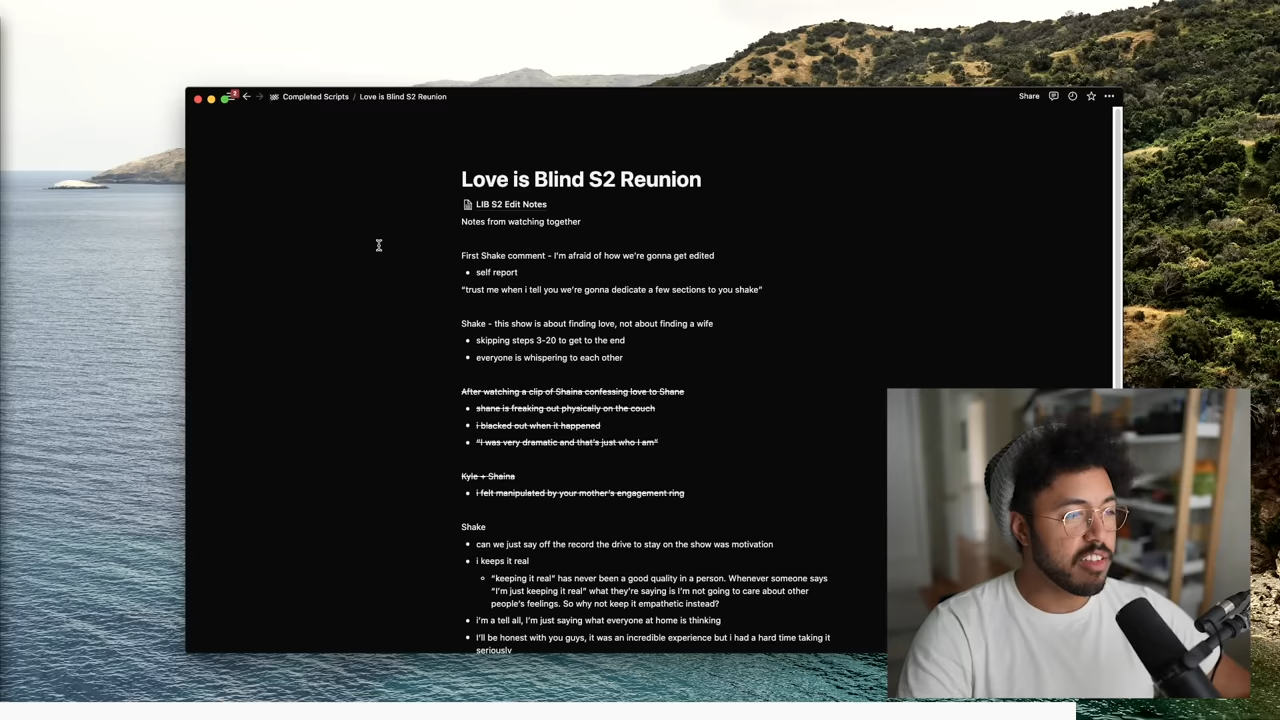 2
Completed Scripts / Love is Blind S2 Reunion
Share
Love is Blind S2 Reunion
LIB S2 Edit Notes
Notes from watching together
First Shake comment - I'm afraid of how we're gonna get edited
• self report
"trust me when i tell you we're gonna dedicate a few sections to you shake"
Shake - this show is about finding love, not about finding a wife
• skipping steps 3-20 to get to the end
• everyone is whispering to each other
After watching a clip of Shaina confessing love to Shane
• shane is freaking out physically on the couch
• i blacked out when it happened
• "I was very dramatic and that's just who I am"
Kyle + Shaina
• i felt manipulated by your mother's engagement ring
Shake
• can we just say off the record the drive to stay on the show was motivation
• i keeps it real
◦ "keeping it real" has never been a good quality in a person. Whenever someone says
"I'm just keeping it real" what they're saying is I'm not going to care about other
people's feelings. So why not keep it empathetic instead?
• i'm a tell all, I'm just saying what everyone at home is thinking
• I'll be honest with you guys, it was an incredible experience but i had a hard time taking it
seriously